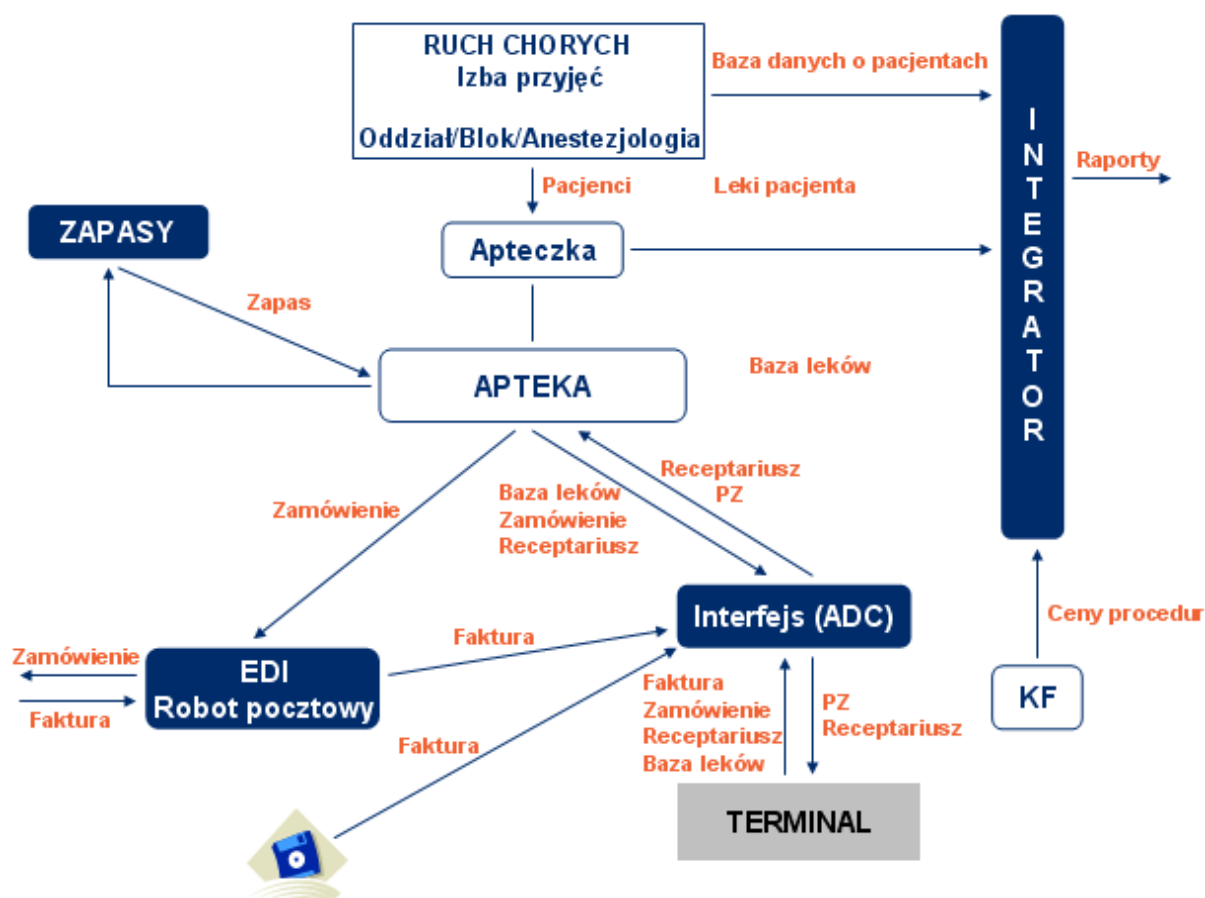 RUCH CHORYCH
Izba przyjęć
Oddział/Blok/Anestezjologia
Baza danych o pacjentach
INTEGRATOR
Raporty
Pacjenci
Leki pacjenta
ZAPASY
Apteczka
Zapas
APTEKA
Baza leków
Zamówienie
Baza leków
Zamówienie
Receptariusz
Receptariusz
PZ
Interfejs (ADC)
Ceny procedur
Zamówienie
Faktura
EDI
Robot pocztowy
Faktura
Faktura
Faktura
Zamówienie
Receptariusz
Baza leków
PZ
Receptariusz
KF
TERMINAL